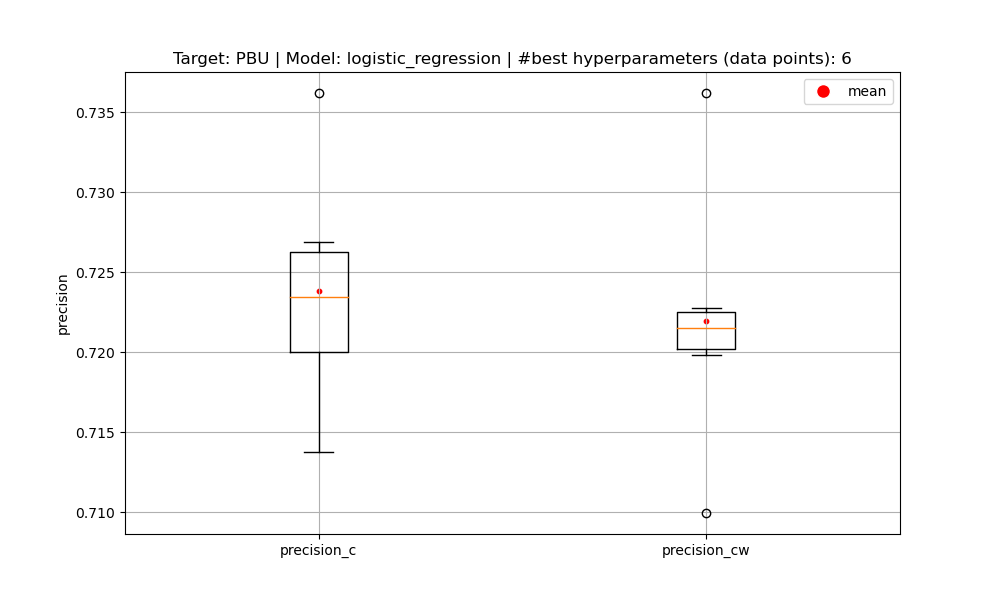 Target: PBU | Model: logistic_regression | #best hyperparameters (data points): 6
mean
0.735
0.730
0.725
0.720
0.715
0.710
precision
precision_c
precision_cw